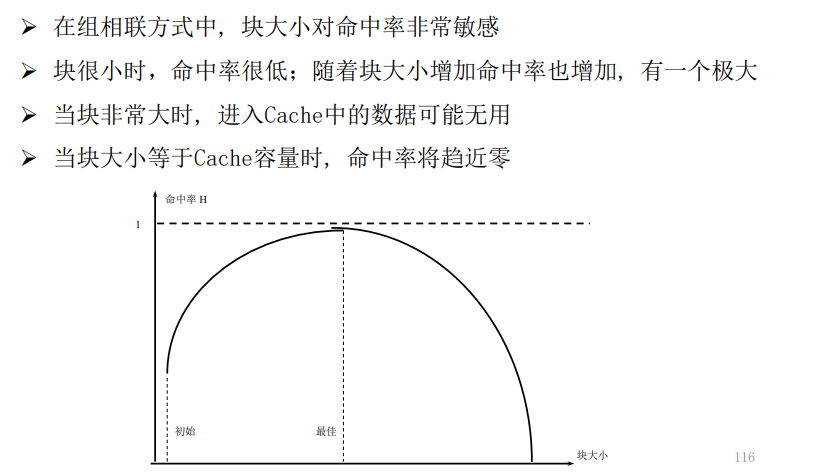 ➢ 在组相联方式中，块大小对命中率非常敏感
➢ 块很小时，命中率很低；随着块大小增加命中率也增加，有一个极大
➢ 当块非常大时，进入Cache中的数据可能无用
➢ 当块大小等于Cache容量时，命中率将趋近零
命中率 H
1
初始
最佳
块大小
116